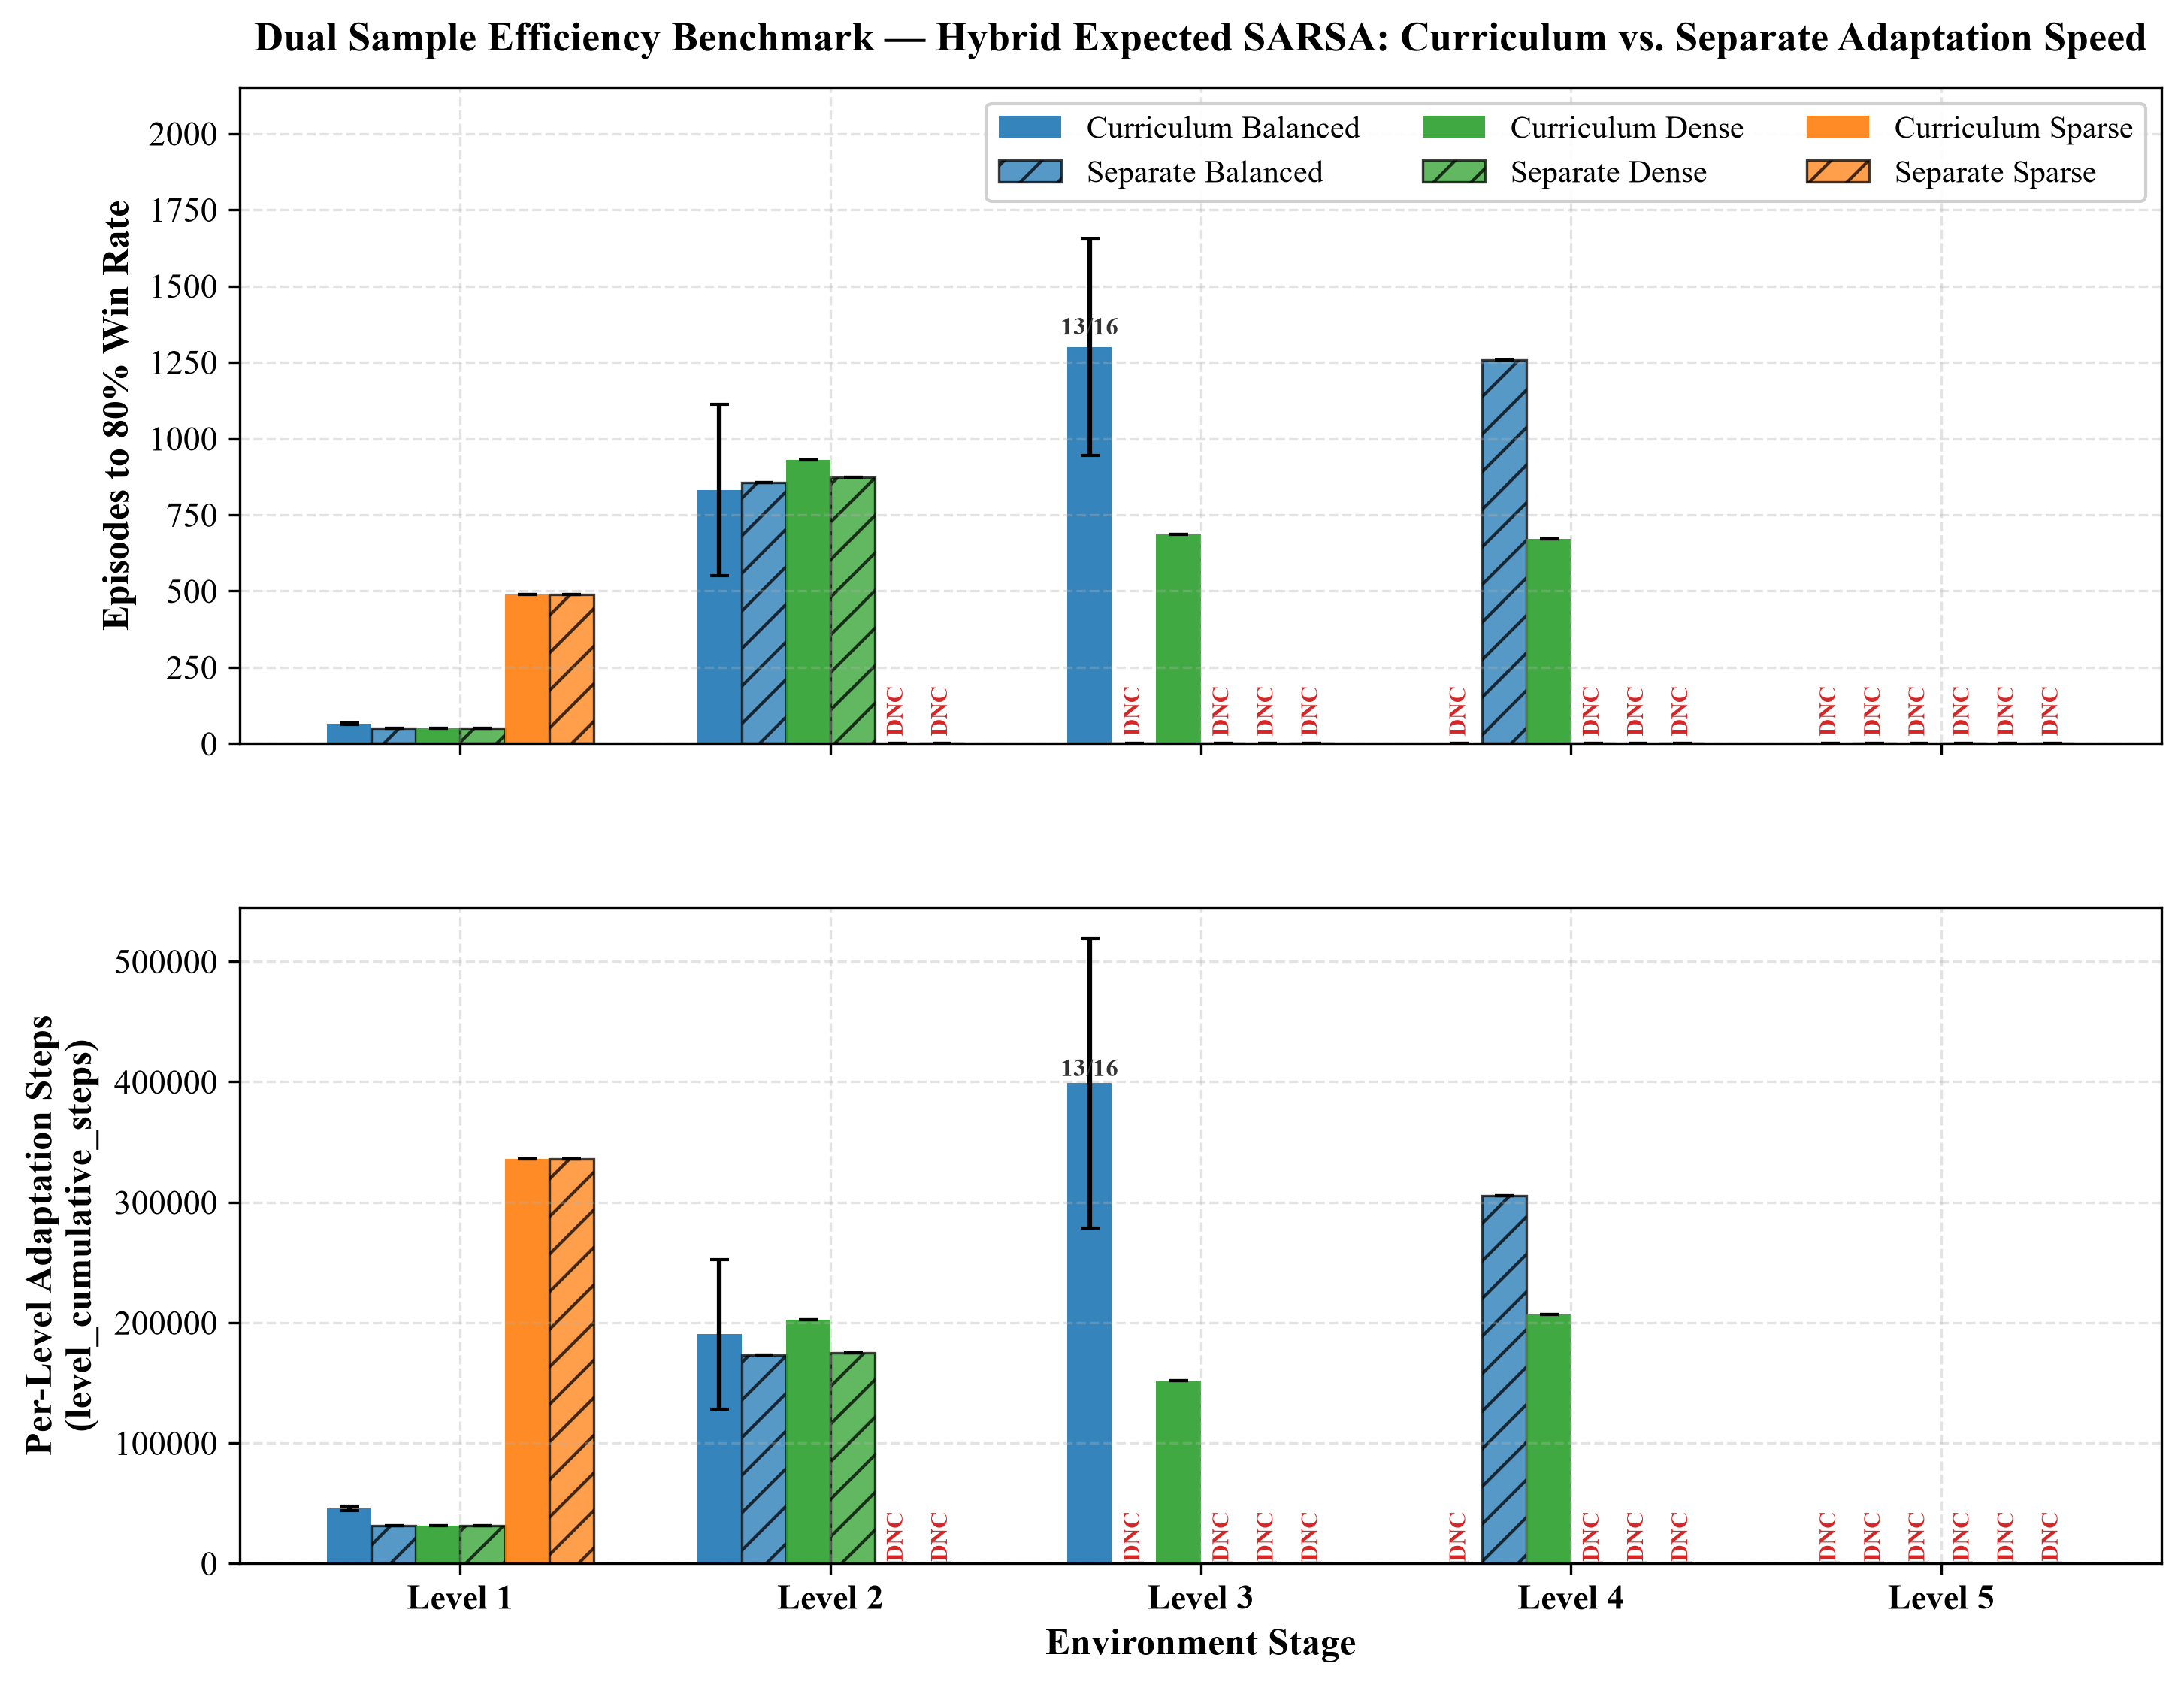 Dual Sample Efficiency Benchmark — Hybrid Expected SARSA: Curriculum vs. Separate Adaptation Speed
Curriculum Balanced
Separate Balanced
Curriculum Dense
Separate Dense
Curriculum Sparse
Separate Sparse
Episodes to 80% Win Rate
2000
1750
1500
1250
1000
750
500
250
0
DNC
DNC
13/16
DNC
DNC
DNC
DNC
DNC
DNC
DNC
DNC
DNC
DNC
DNC
DNC
DNC
DNC
Per-Level Adaptation Steps
(level_cumulative_steps)
500000
400000
300000
200000
100000
0
DNC
DNC
13/16
DNC
DNC
DNC
DNC
DNC
DNC
DNC
DNC
DNC
DNC
DNC
DNC
DNC
DNC
Level 1
Level 2
Level 3
Level 4
Level 5
Environment Stage